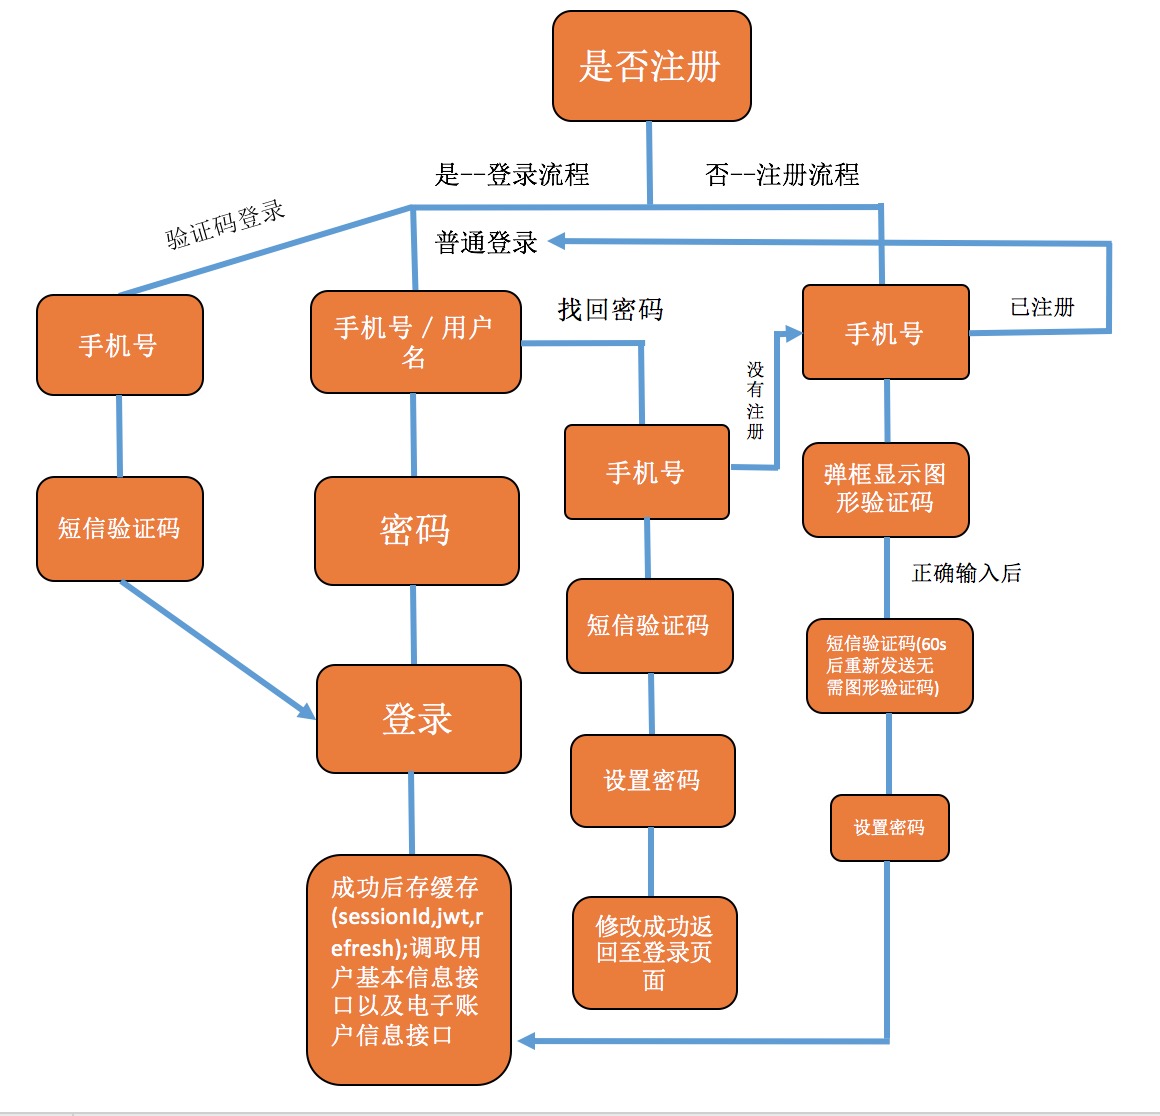 是否注册
是--登录流程
否--注册流程
验证码登录
普通登录
手机号
手机号 / 用户
名
找回密码
手机号
已注册
没
有
注
册
手机号
短信验证码
密码
弹框显示图
形验证码
正确输入后
短信验证码
短信验证码(60s
后重新发送无
需图形验证码)
登录
设置密码
设置密码
成功后存缓存
(sessionId,jwt,r
efresh);调取用
户基本信息接
口以及电子账
户信息接口
修改成功返
回至登录页
面